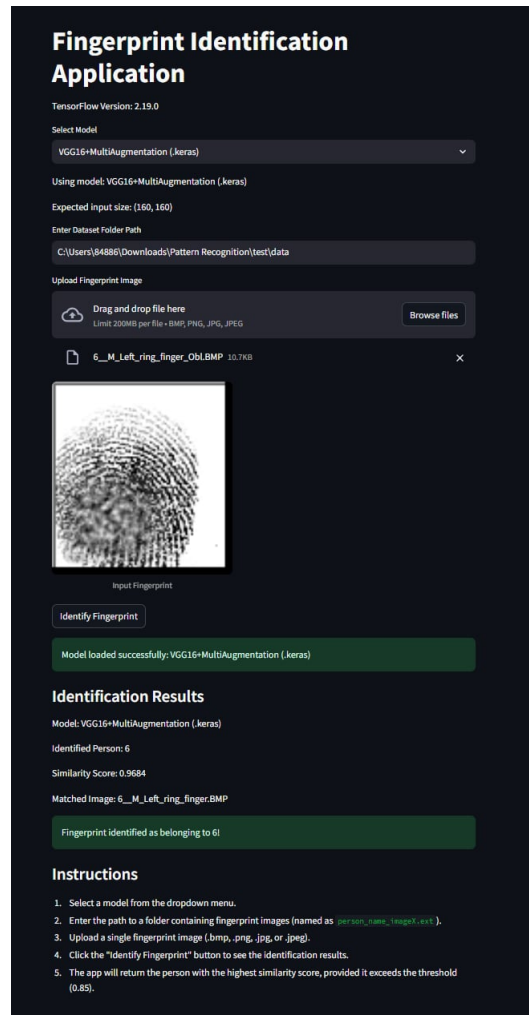 Fingerprint Identification
Application
TensorFlow Version: 2.19.0
Select Model
VGG16+MultiAugmentation (.keras)
Using model: VGG16+MultiAugmentation (.keras)
Expected input size: (160, 160)
Enter Dataset Folder Path
C:\Users\84886\Downloads\Pattern Recognition\test\data
Upload Fingerprint Image
Drag and drop file here
Limit 200MB per file • BMP, PNG, JPG, JPEG
Browse files
6__M_Left_ring_finger_Obl.BMP 10.7KB
Input Fingerprint
Identify Fingerprint
Model loaded successfully: VGG16+MultiAugmentation (.keras)
Identification Results
Model: VGG16+MultiAugmentation (.keras)
Identified Person: 6
Similarity Score: 0.9684
Matched Image: 6__M_Left_ring_finger.BMP
Fingerprint identified as belonging to 6!
Instructions
1. Select a model from the dropdown menu.
2. Enter the path to a folder containing fingerprint images (named as person_name_imageX.ext ).
3. Upload a single fingerprint image (.bmp, .png, .jpg, or .jpeg).
4. Click the "Identify Fingerprint" button to see the identification results.
5. The app will return the person with the highest similarity score, provided it exceeds the threshold
(0.85).